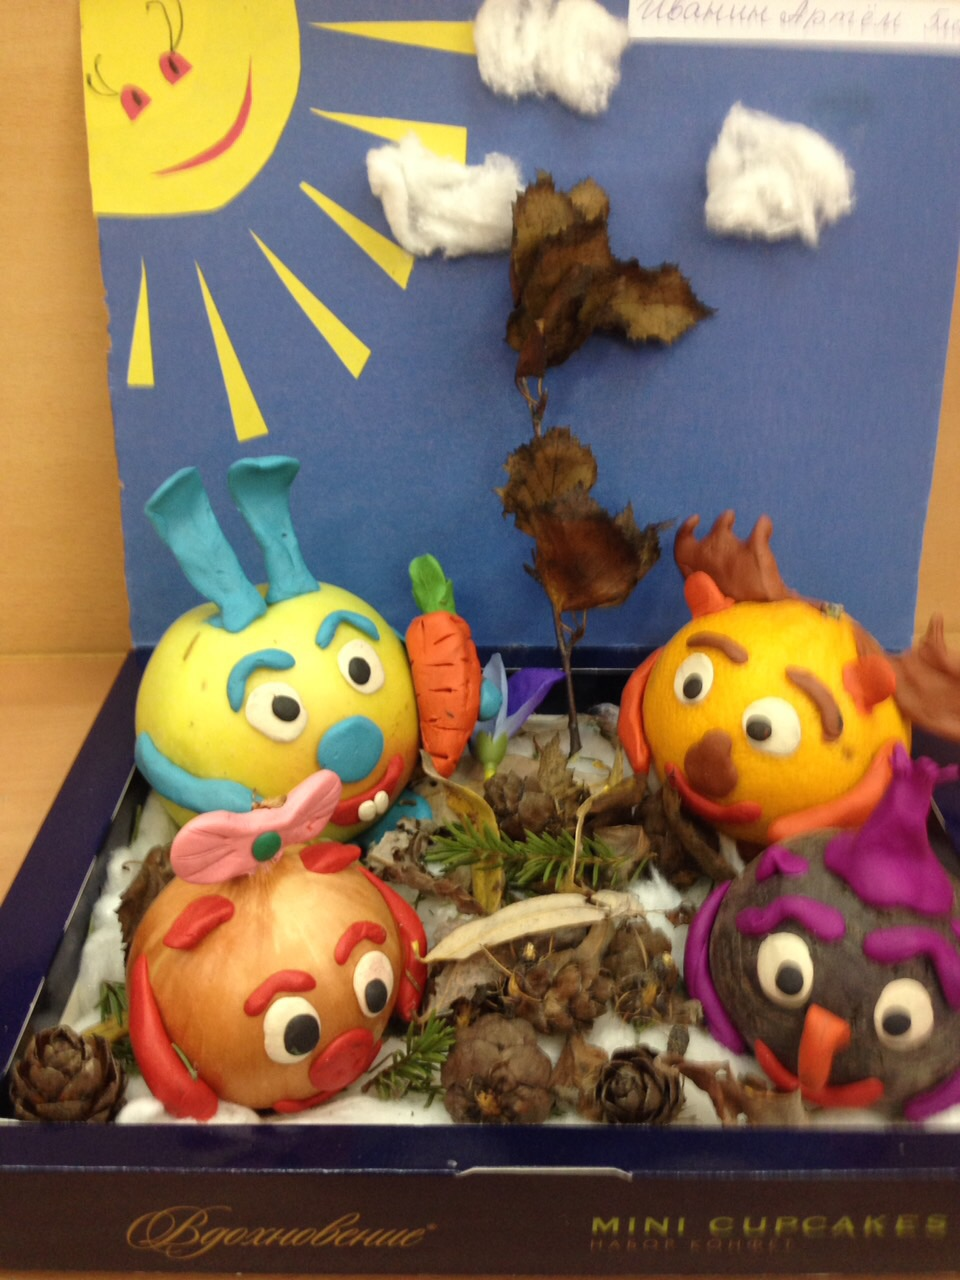 Иванин Артём
Вдохновение
MINI CUPCAKES
НАБОР КОНФЕТ